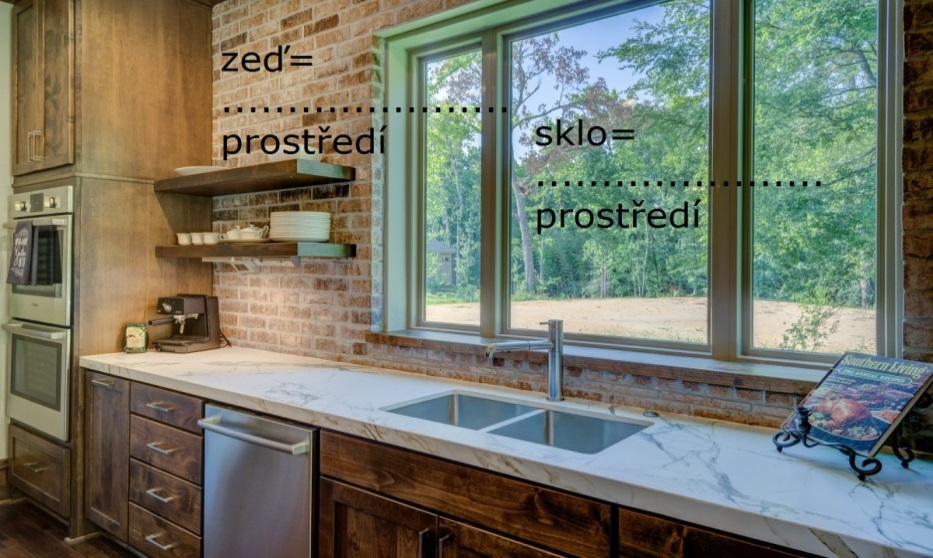 zeď=
........................
prostředí
sklo=
........................
prostředí
Southern Living